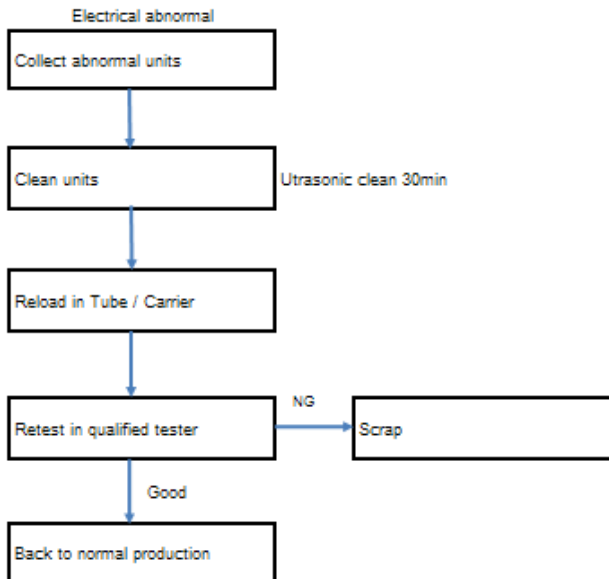 Electrical abnormal
Collect abnormal units
Clean units
Utrasonic clean 30min
Reload in Tube / Carrier
Retest in qualified tester
NG
Scrap
Good
Back to normal production